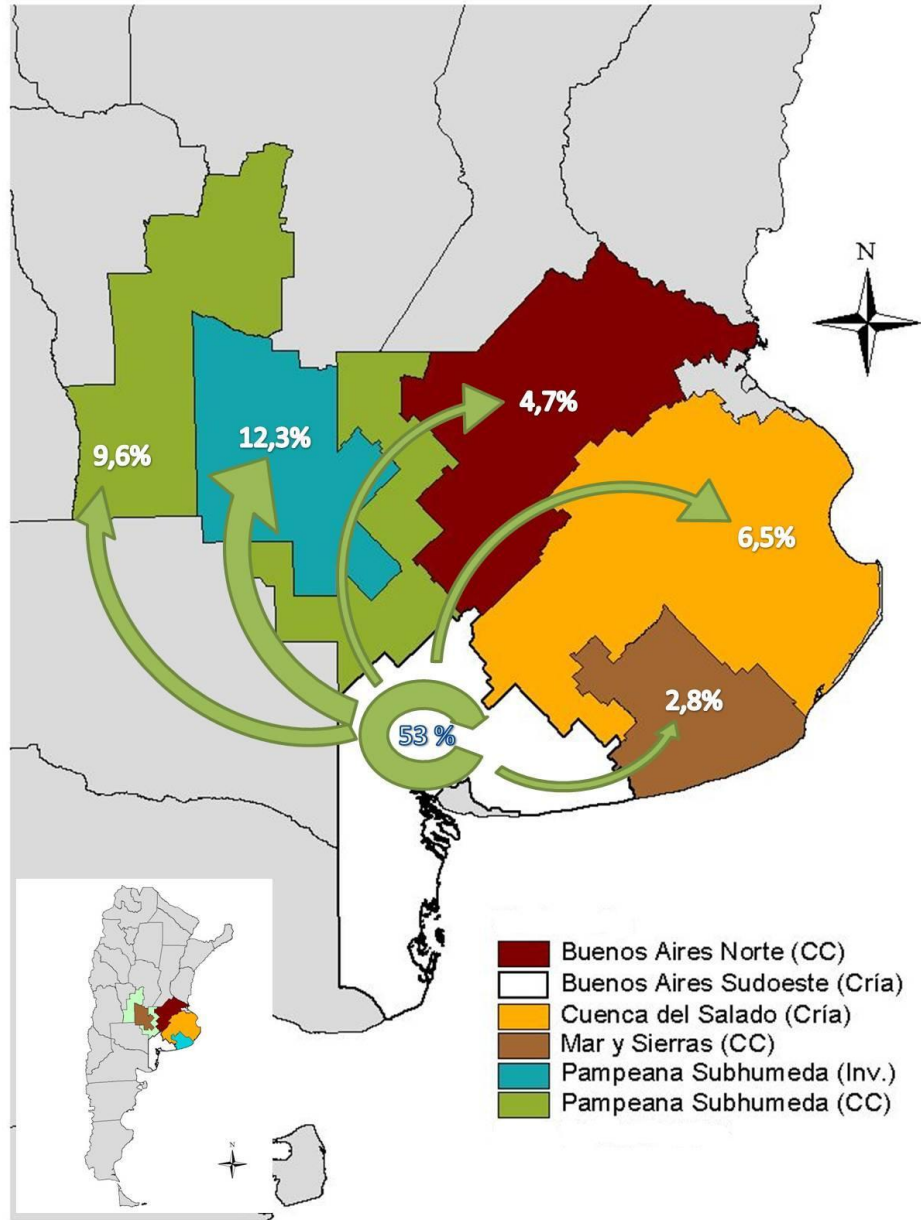 N
4,7%
12,3%
9,6%
6,5%
2,8%
53 %
N
Buenos Aires Norte (CC)
Buenos Aires Sudoeste (Cría)
Cuenca del Salado (Cría)
Mar y Sierras (CC)
Pampeana Subhumeda (Inv.)
Pampeana Subhumeda (CC)